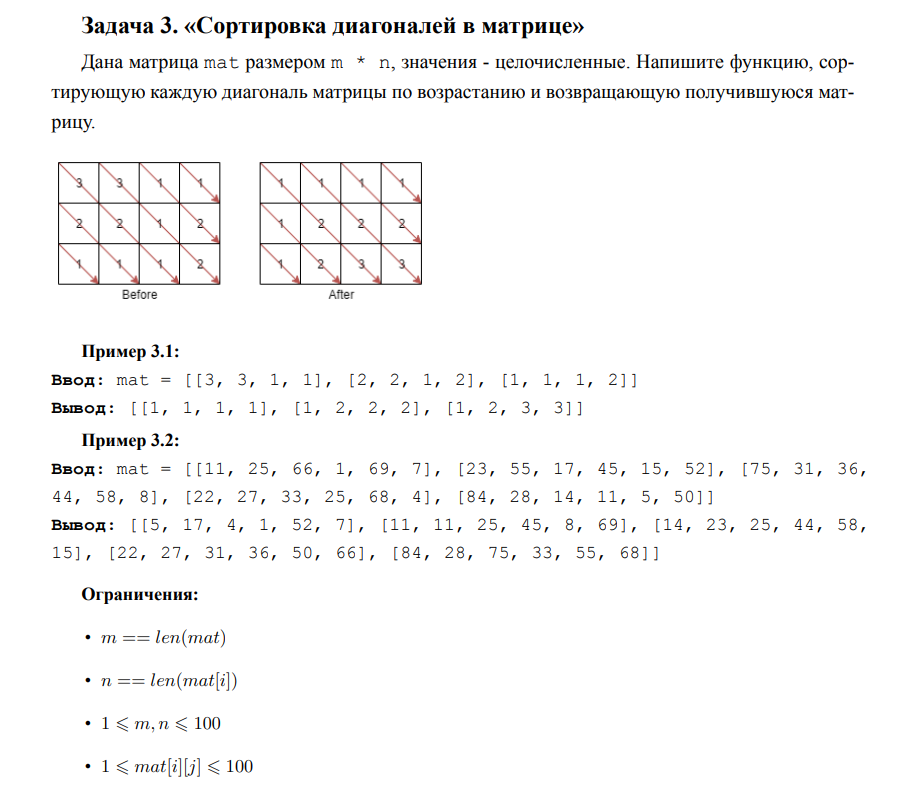 Задача 3. «Сортировка диагоналей в матрице»
Дана матрица mat размером m * n, значения - целочисленные. Напишите функцию, сор-
тирующую каждую диагональ матрицы по возрастанию и возвращающую получившуюся мат-
рицу.
3 3 1 1 1 1 1 1
2 2 1 2 1 2 2 2
1 1 1 2 1 2 3 3
Before After
Пример 3.1:
Ввод: mat = [[3, 3, 1, 1], [2, 2, 1, 2], [1, 1, 1, 2]]
Вывод: [[1, 1, 1, 1], [1, 2, 2, 2], [1, 2, 3, 3]]
Пример 3.2:
Ввод: mat = [[11, 25, 66, 1, 69, 7], [23, 55, 17, 45, 15, 52], [75, 31, 36,
44, 58, 8], [22, 27, 33, 25, 68, 4], [84, 28, 14, 11, 5, 50]]
Вывод: [[5, 17, 4, 1, 52, 7], [11, 11, 25, 45, 8, 69], [14, 23, 25, 44, 58,
15], [22, 27, 31, 36, 50, 66], [84, 28, 75, 33, 55, 68]]
Ограничения:
• m == len(mat)
• n == len(mat[i])
• 1 ⩽ m, n ⩽ 100
• 1 ⩽ mat[i][j] ⩽ 100